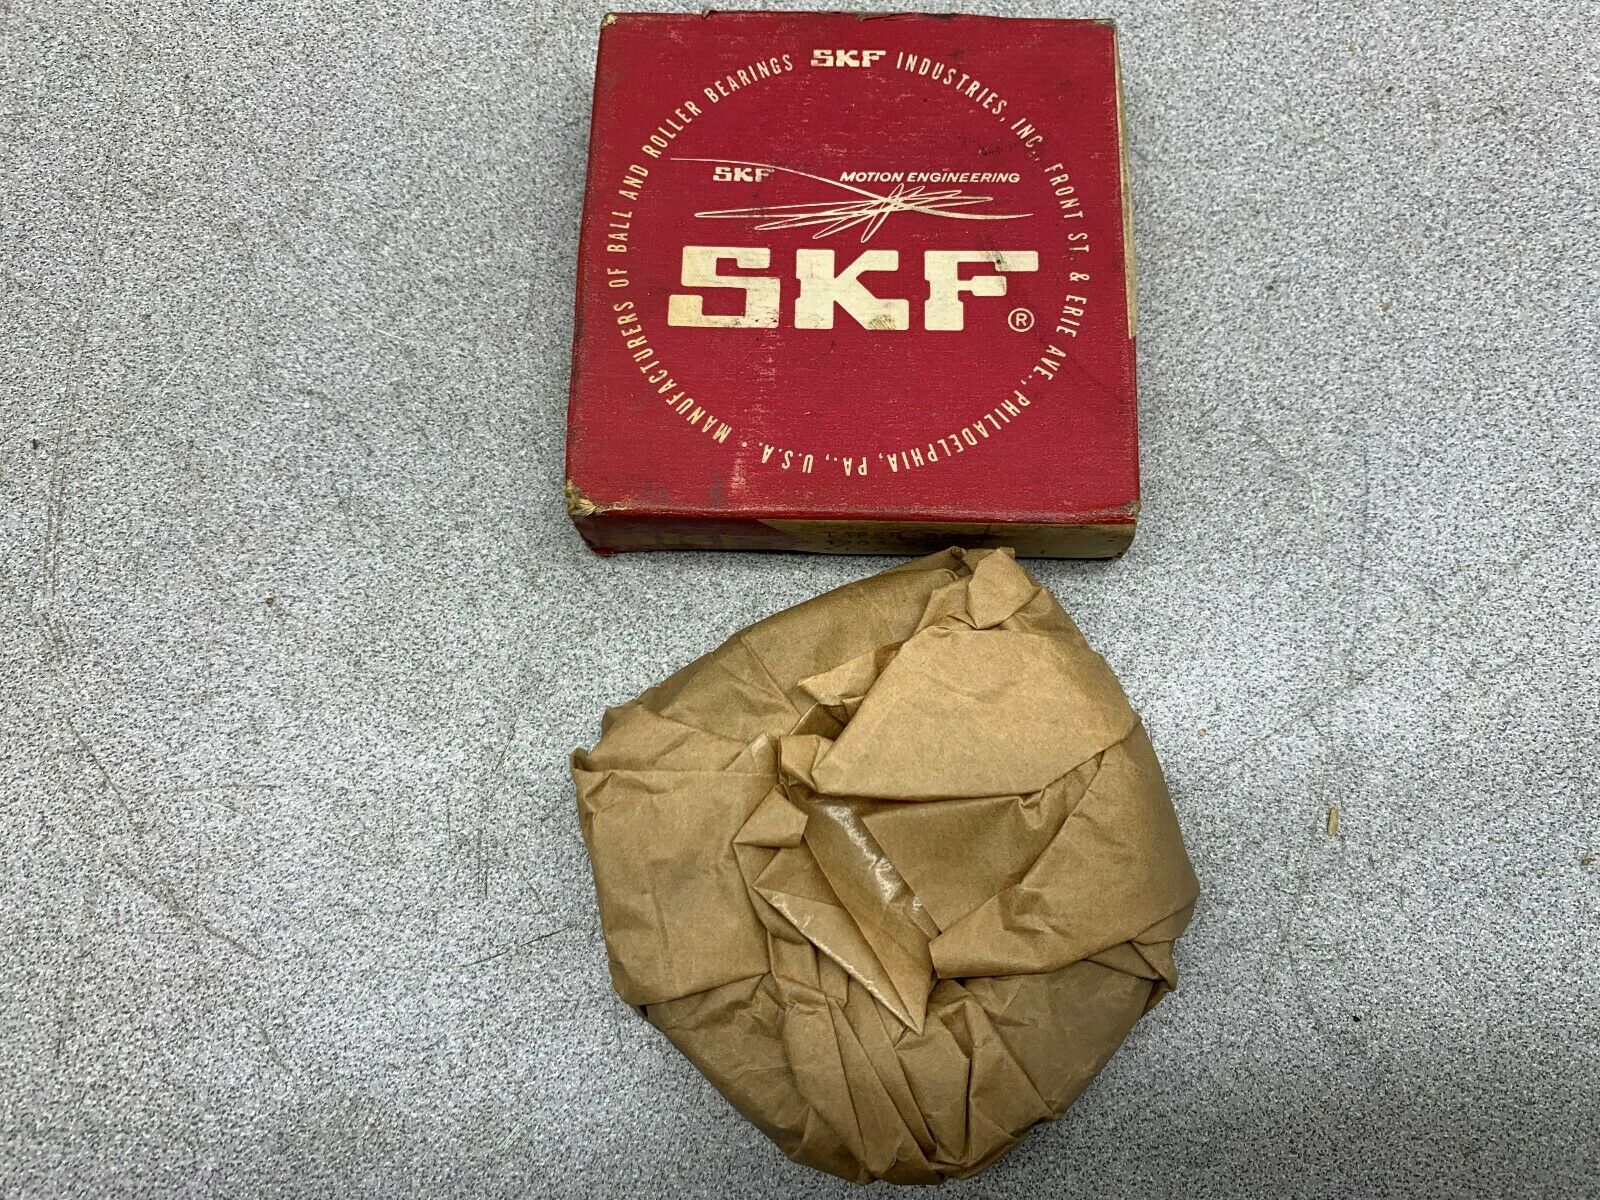 MANUFACTURERS OF BALL AND ROLLER BEARINGS SKF INDUSTRIES, INC., FRONT ST. & ERIE AVE., PHILADELPHIA, PA., U.S.A. •
SKF MOTION ENGINEERING
SKF®
TAPER